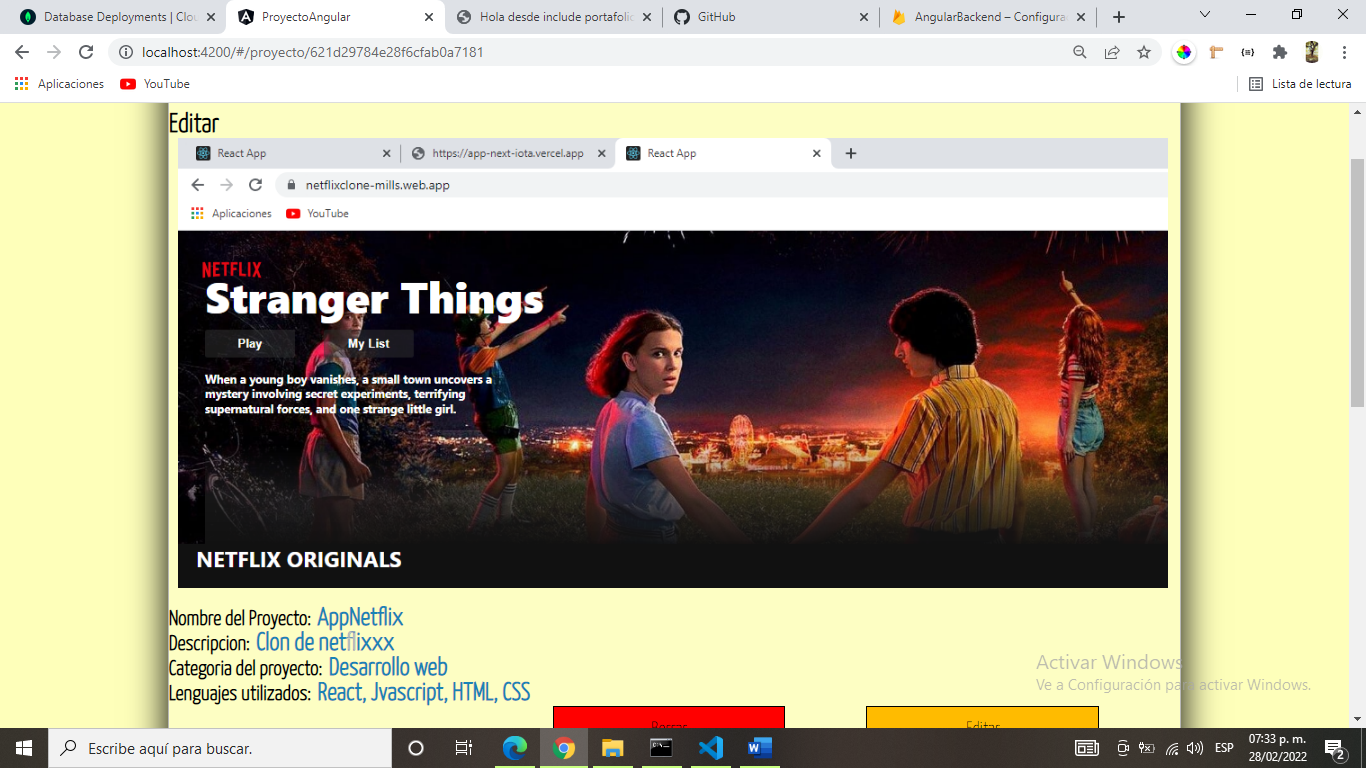 Database Deployments | Clou
ProyectoAngular
Hola desde include portafolio
GitHub
AngularBackend – Configura
localhost:4200/#/proyecto/621d29784e28f6cfab0a7181
Aplicaciones
YouTube
Lista de lectura
Editar
React App
https://app-next-iota.vercel.app
React App
netflixclone-mills.web.app
Aplicaciones
YouTube
NETFLIX
Stranger Things
Play
My List
When a young boy vanishes, a small town uncovers a
mystery involving secret experiments, terrifying
supernatural forces, and one strange little girl.
NETFLIX ORIGINALS
Nombre del Proyecto: AppNetflix
Descripcion: Clon de netflixxx
Categoria del proyecto: Desarrollo web
Lenguajes utilizados: React, Jvascript, HTML, CSS
Borrar
Editar
Activar Windows
Ve a Configuración para activar Windows.
Escribe aquí para buscar.
ESP
07:33 p. m.
28/02/2022
2